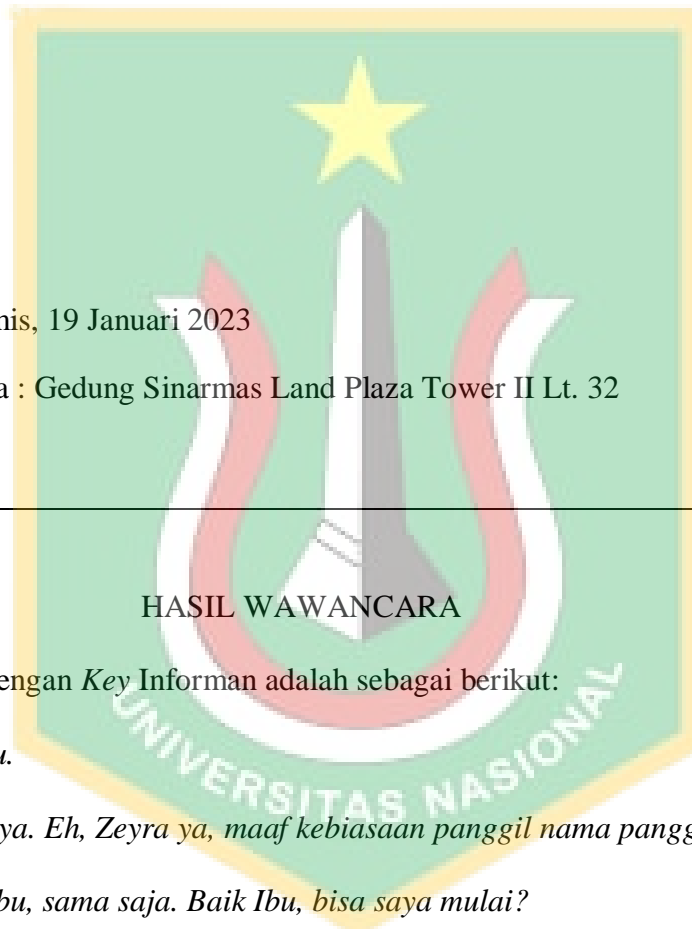 mis, 19 Januari 2023
a : Gedung Sinarmas Land Plaza Tower II Lt. 32
HASIL WAWANCARA
engan Key Informan adalah sebagai berikut:
u.
ya. Eh, Zeyra ya, maaf kebiasaan panggil nama pangg
bu, sama saja. Baik Ibu, bisa saya mulai?
UNIVERSITAS NASIONAL